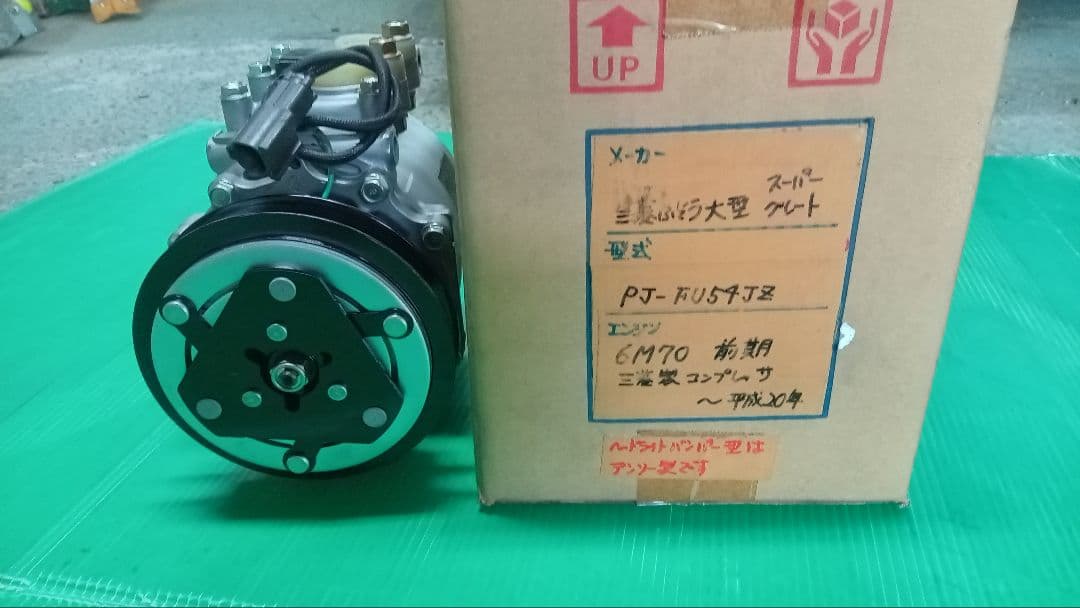 UP
メーカー
三菱ふそう大型 スーパー
グレート
型式
PJ-FU54JZ
エンジン
6M70 前期
三菱製コンプレッサ
～平成20年
ヘッドライトバンパー型は
デンソー製です